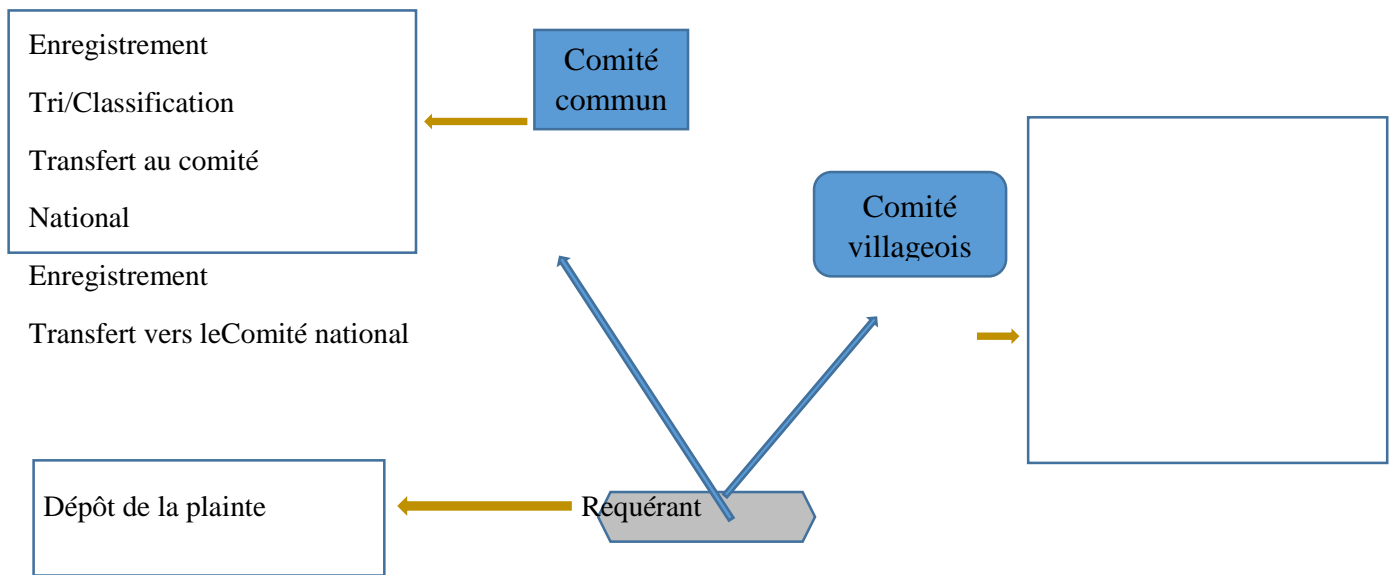 Enregistrement
Tri/Classification
Transfert au comité
National
Enregistrement
Transfert vers leComité national
Comité
commun
Comité
villageois
Dépôt de la plainte
Requérant